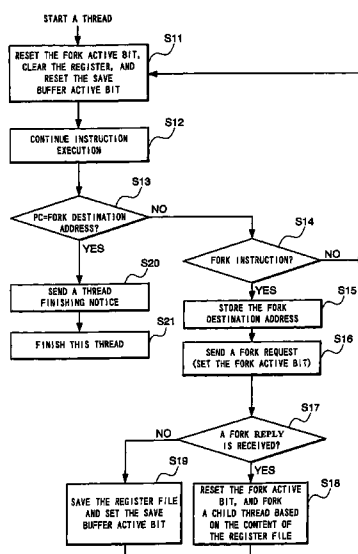 START A THREAD
S11
RESET THE FORK ACTIVE BIT,
CLEAR THE REGISTER, AND
RESET THE SAVE
BUFFER ACTIVE BIT
S12
CONTINUE INSTRUCTION
EXECUTION
S13
PC=FORK DESTINATION
ADDRESS?
NO
YES
S14
FORK INSTRUCTION?
NO
YES
S20
SEND A THREAD
FINISHING NOTICE
S15
STORE THE FORK
DESTINATION ADDRESS
S21
FINISH THIS THREAD
S16
SEND A FORK REQUEST
(SET THE FORK ACTIVE BIT)
S17
A FORK REPLY
IS RECEIVED?
NO
YES
S19
SAVE THE REGISTER FILE
AND SET THE SAVE
BUFFER ACTIVE BIT
S18
RESET THE FORK ACTIVE
BIT, AND FORK
A CHILD THREAD BASED
ON THE CONTENT OF
THE REGISTER FILE